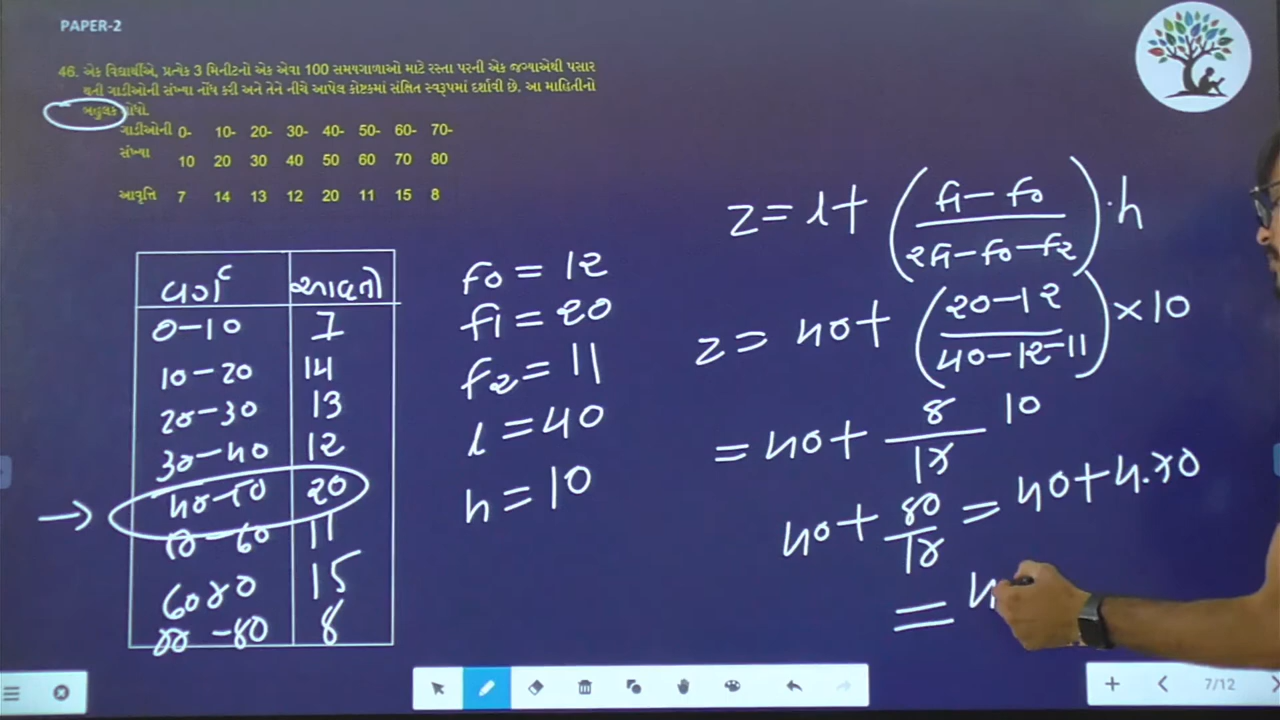 PAPER-2
46. એક વિદ્યાર્થીએ, પ્રત્યેક 3 મિનીટનો એક એવા 100 સમયગાળાઓ માટે રસ્તા પરની એક જગ્યાએથી પસાર
થતી ગાડીઓની સંખ્યા નોંધ કરી અને તેને નીચે આપેલ કોષ્ટકમાં સંક્ષિત સ્વરૂપમાં દર્શાવી છે. આ માહિતીનો
બહુલક શોધો.
ગાડીઓની 0- 10- 20- 30- 40- 50- 60- 70-
સંખ્યા
10 20 30 40 50 60 70 80
આવૃત્તિ 7 14 13 12 20 11 15 8
વર્ગ આવૃત્તી
0-10 7
10-20 14
20-30 13
30-40 12
40-50 20
50-60 11
60-70 15
70-80 8
f0 = 12
f1 = 20
f2 = 11
l = 40
h = 10
z = l + (f1 - f0 / 2f1 - f0 - f2) · h
z = 40 + (20 - 12 / 40 - 12 - 11) × 10
= 40 + 8/17 10
40 + 80/17 = 40 + 4.70
= 4
7/12